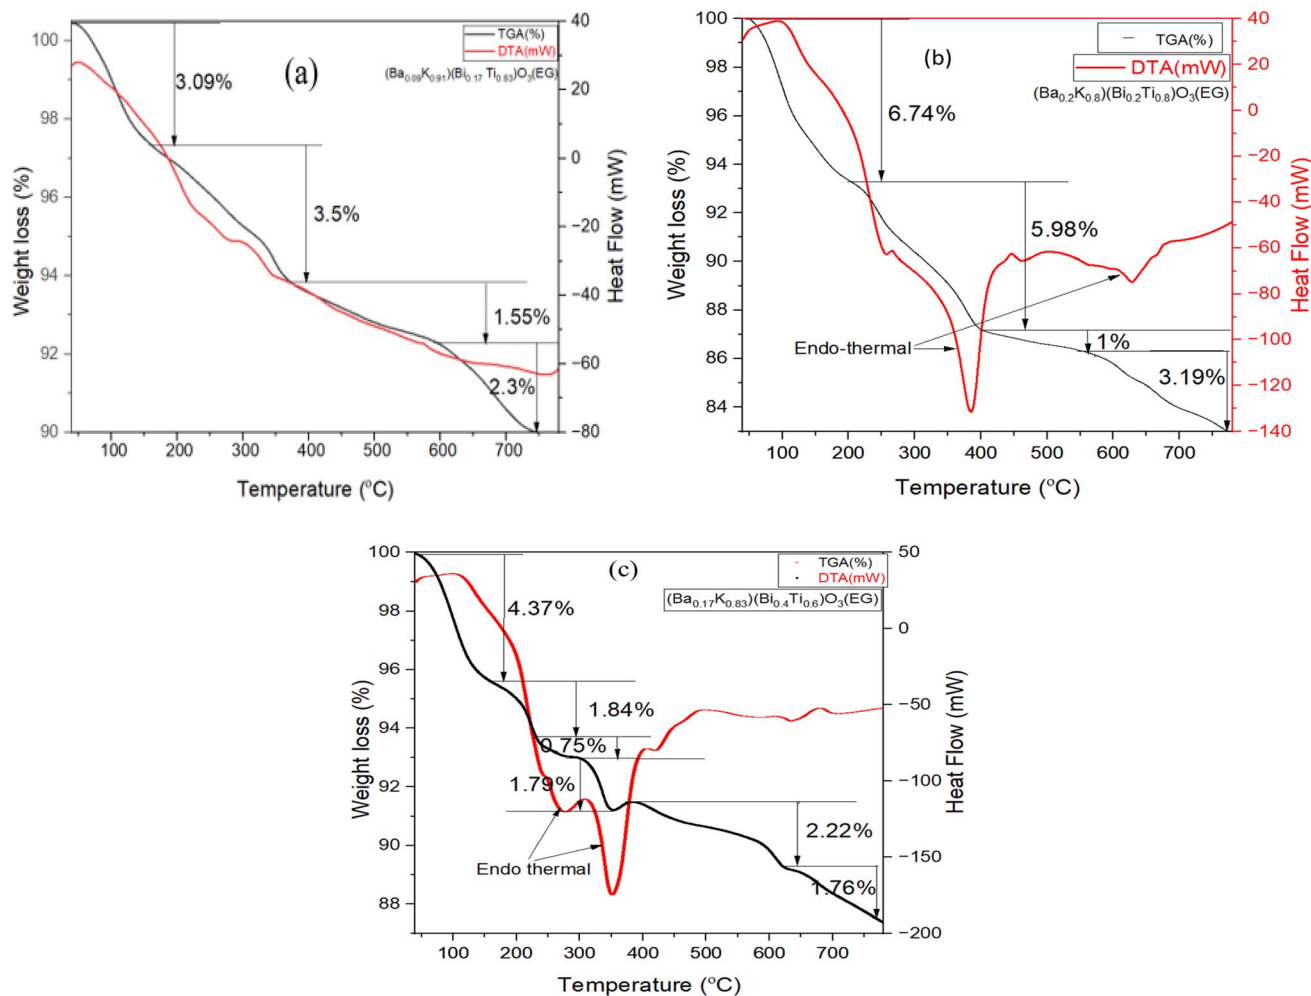 (a)
TGA(%)
DTA(mW)
(Ba0.09K0.91)(Bi0.17 Ti0.83)O3(EG)
3.09%
3.5%
1.55%
2.3%
100
98
96
94
92
90
Weight loss (%)
40
20
0
−20
−40
−60
−80
Heat Flow (mW)
100 200 300 400 500 600 700
Temperature (°C)
(b)
TGA(%)
DTA(mW)
(Ba0.2K0.8)(Bi0.2Ti0.8)O3(EG)
6.74%
5.98%
Endo-thermal
1%
3.19%
100
98
96
94
92
90
88
86
84
Weight loss (%)
40
20
0
−20
−40
−60
−80
−100
−120
−140
Heat Flow (mW)
100 200 300 400 500 600 700
Temperature (°C)
(c)
TGA(%)
DTA(mW)
(Ba0.17K0.83)(Bi0.4Ti0.6)O3(EG)
4.37%
1.84%
0.75%
1.79%
2.22%
Endo thermal
1.76%
100
98
96
94
92
90
88
Weight loss (%)
50
0
−50
−100
−150
−200
Heat Flow (mW)
100 200 300 400 500 600 700
Temperature (°C)